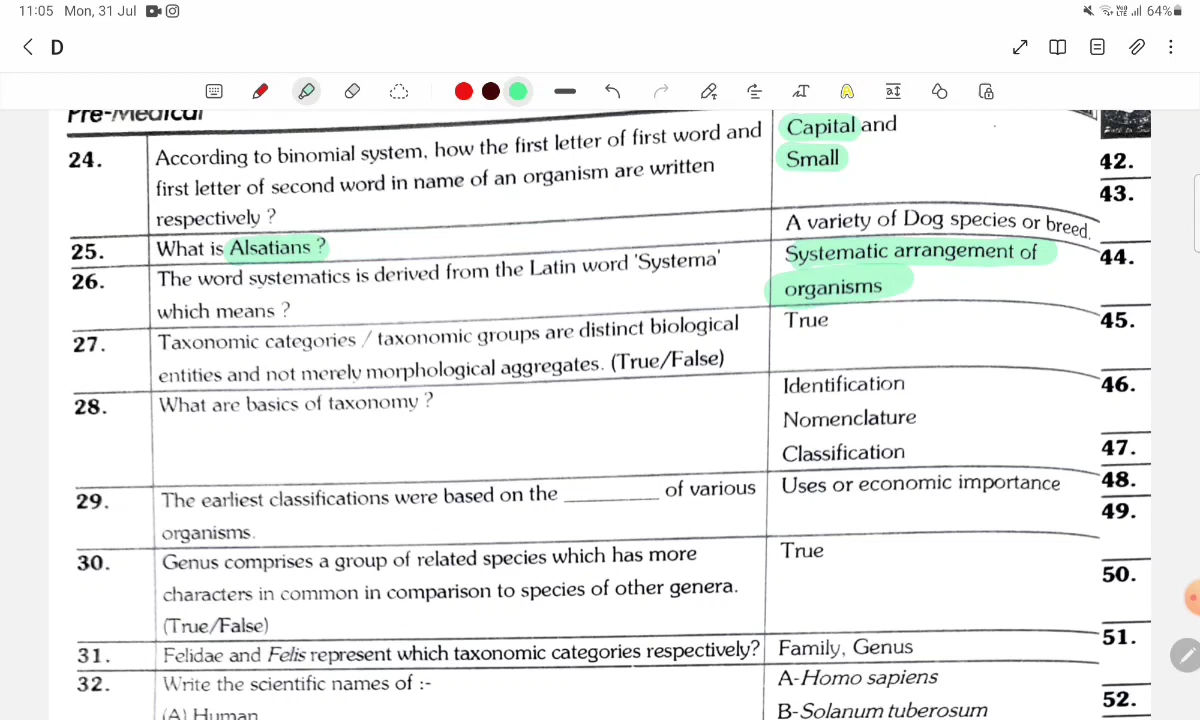 11:05 Mon, 31 Jul
64%
D
Pre-Medical
24. According to binomial system, how the first letter of first word and
first letter of second word in name of an organism are written
respectively ?
Capital and
Small
25. What is Alsatians ?
A variety of Dog species or breed.
26. The word systematics is derived from the Latin word 'Systema'
which means ?
Systematic arrangement of
organisms
27. Taxonomic categories / taxonomic groups are distinct biological
entities and not merely morphological aggregates. (True/False)
True
28. What are basics of taxonomy ?
Identification
Nomenclature
Classification
29. The earliest classifications were based on the __________ of various
organisms.
Uses or economic importance
30. Genus comprises a group of related species which has more
characters in common in comparison to species of other genera.
(True/False)
True
31. Felidae and Felis represent which taxonomic categories respectively?
Family, Genus
32. Write the scientific names of :-
(A) Human
A-Homo sapiens
B-Solanum tuberosum
42.
43.
44.
45.
46.
47.
48.
49.
50.
51.
52.